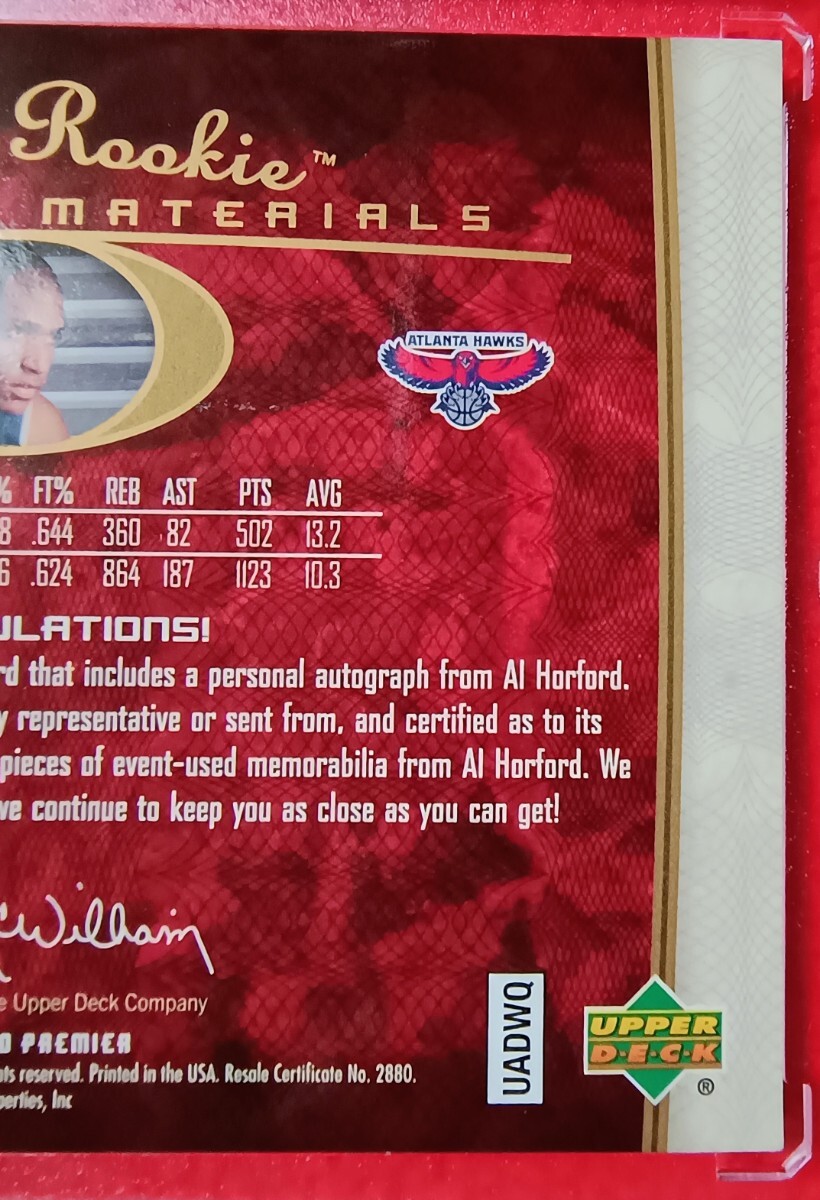 Rookie™
MATERIALS
ATLANTA HAWKS
% FT% REB AST PTS AVG
8 .644 360 82 502 13.2
6 .624 864 187 1123 10.3
ULATIONS!
rd that includes a personal autograph from Al Horford.
y representative or sent from, and certified as to its
pieces of event-used memorabilia from Al Horford. We
ve continue to keep you as close as you can get!
cWilliam
e Upper Deck Company
O PREMIER
ts reserved. Printed in the USA. Resale Certificate No. 2880.
perties, Inc
UADWQ
UPPER
D·E·C·K
®